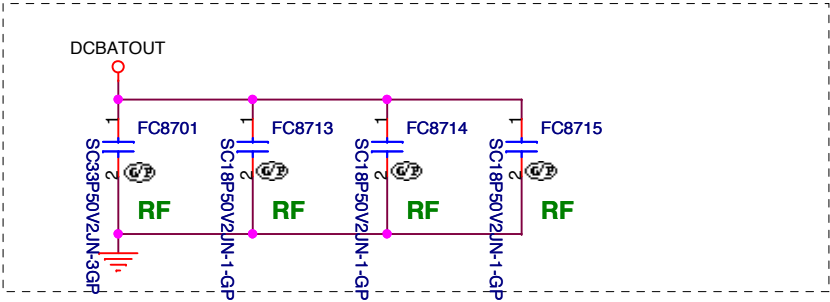 DCBATOUT
1
FC8701
SC33P50V2JN-3GP
2
G/P
RF
1
FC8713
SC18P50V2JN-1-GP
2
G/P
RF
1
FC8714
SC18P50V2JN-1-GP
2
G/P
RF
1
FC8715
SC18P50V2JN-1-GP
2
G/P
RF